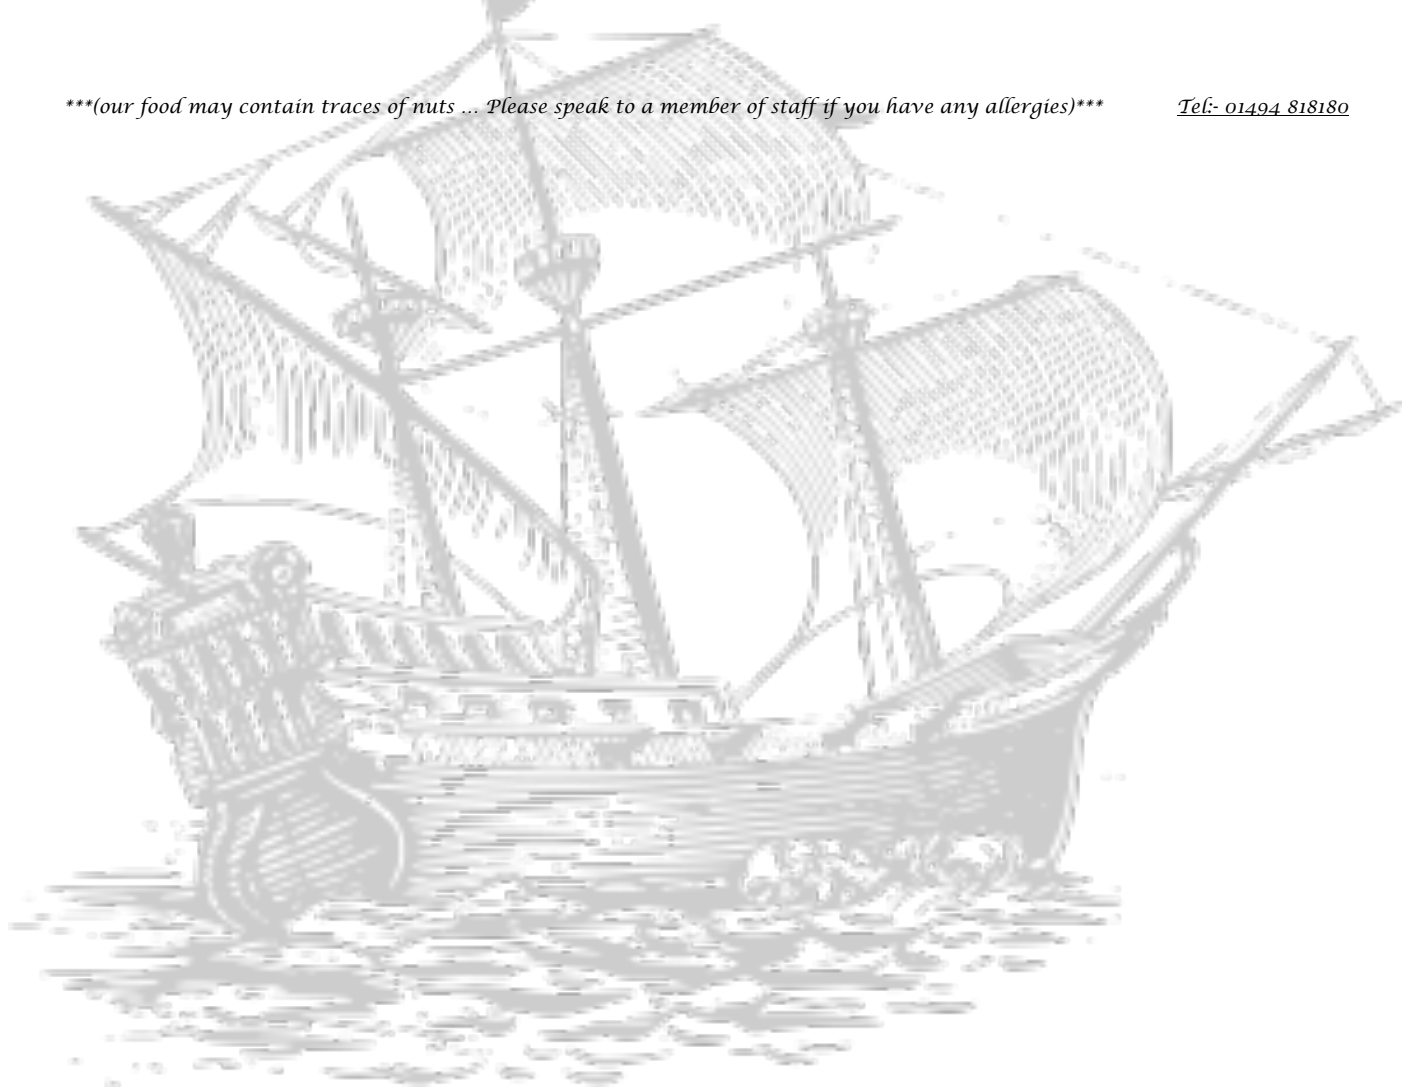 ***(our food may contain traces of nuts ... Please speak to a member of staff if you have any allergies)*** Tel:- 01494 818180